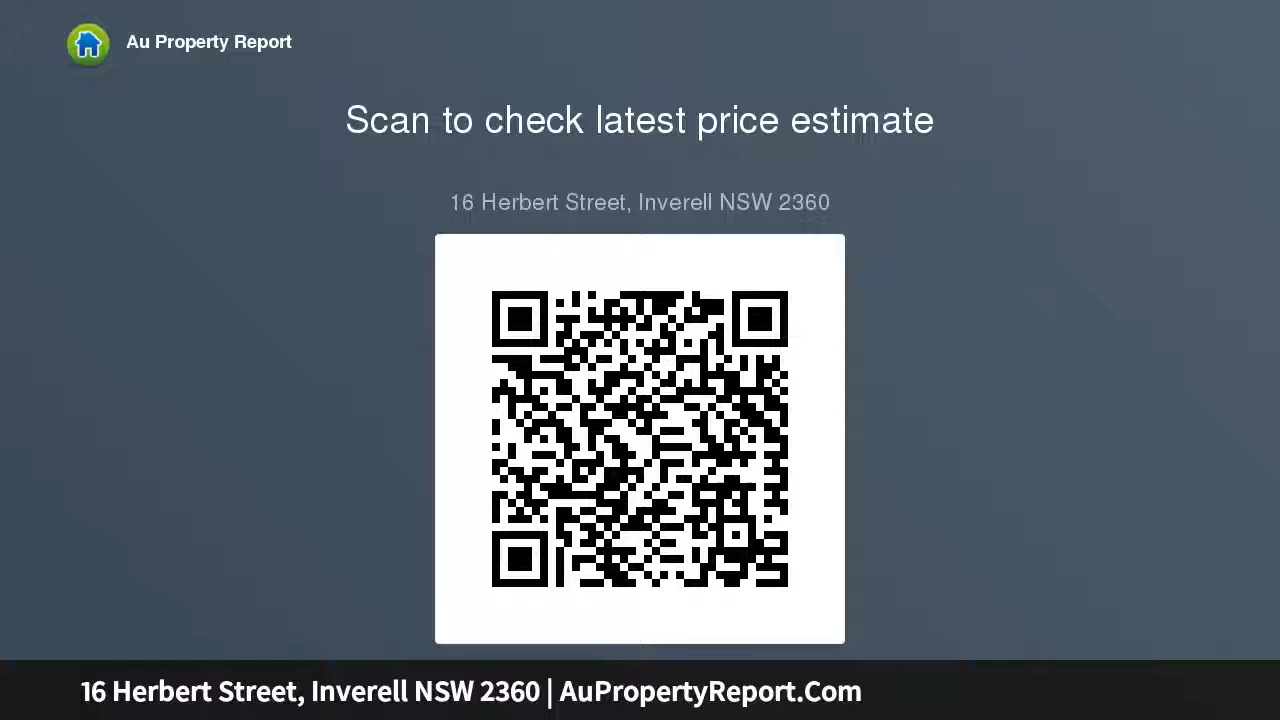 Au Property Report
Scan to check latest price estimate
16 Herbert Street, Inverell NSW 2360
16 Herbert Street, Inverell NSW 2360 | AuPropertyReport.Com